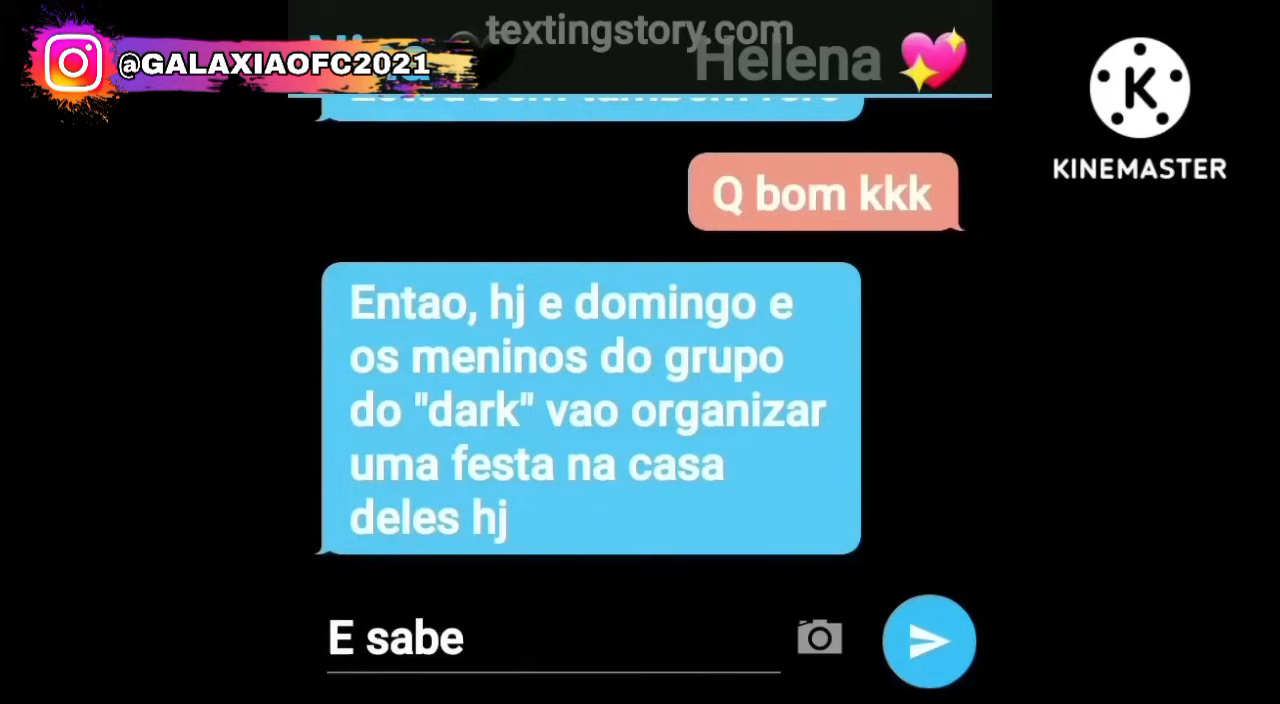 textingstory.com
@GALAXIAOFC2021
Helena
KINEMASTER
Q bom kkk
Entao, hj e domingo e
os meninos do grupo
do "dark" vao organizar
uma festa na casa
deles hj
E sabe